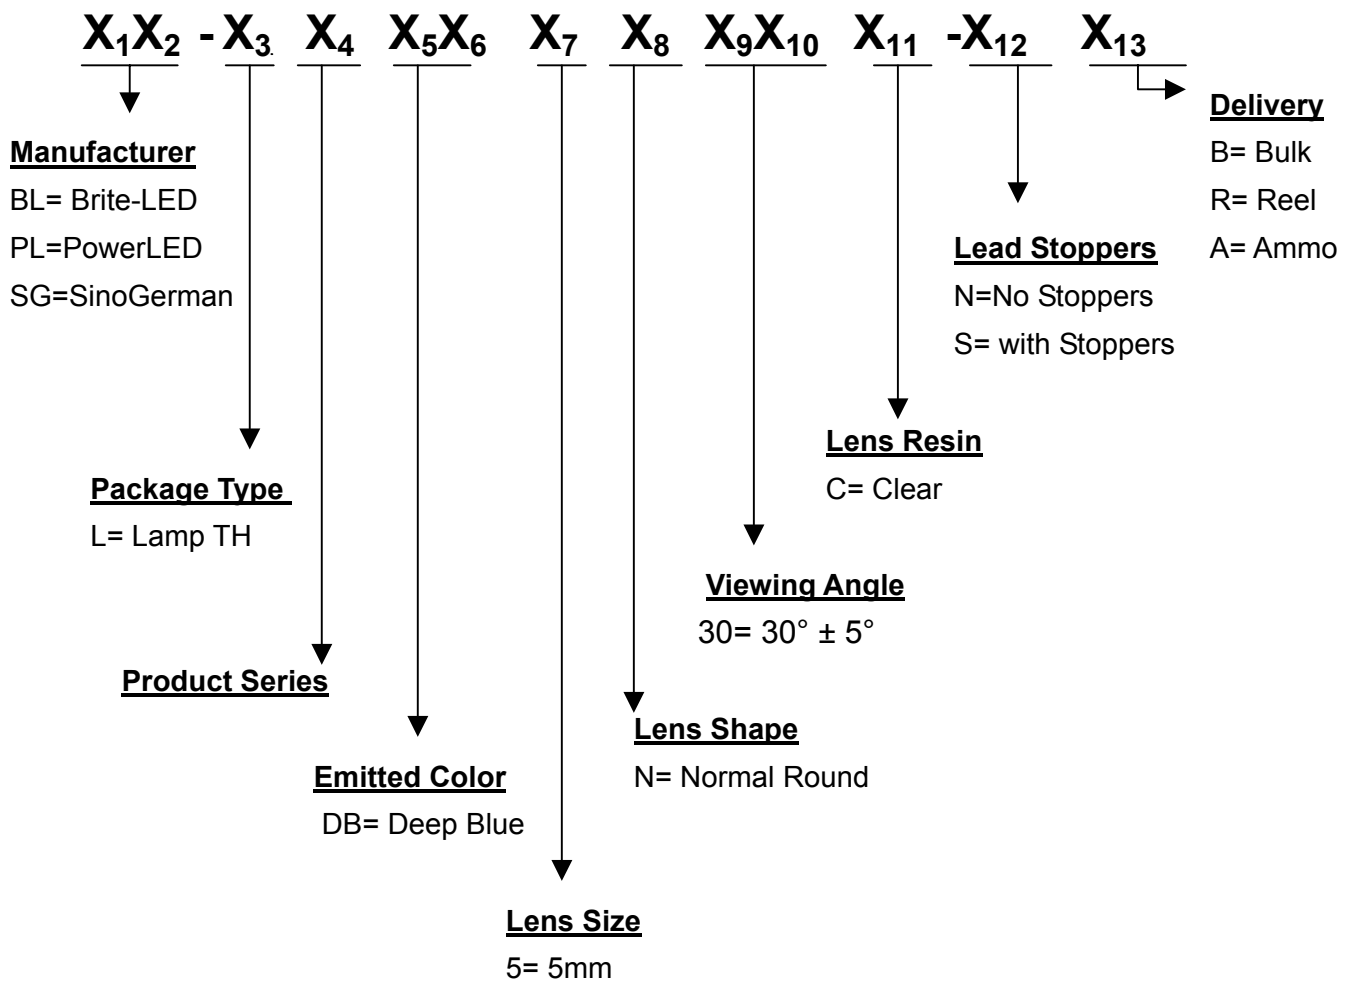 X₁X₂ - X₃ X₄ X₅X₆ X₇ X₈ X₉X₁₀ X₁₁ -X₁₂ X₁₃
Manufacturer
BL= Brite-LED
PL=PowerLED
SG=SinoGerman
Package Type
L= Lamp TH
Product Series
Emitted Color
DB= Deep Blue
Lens Size
5= 5mm
Lens Shape
N= Normal Round
Viewing Angle
30= 30° ± 5°
Lens Resin
C= Clear
Lead Stoppers
N=No Stoppers
S= with Stoppers
Delivery
B= Bulk
R= Reel
A= Ammo